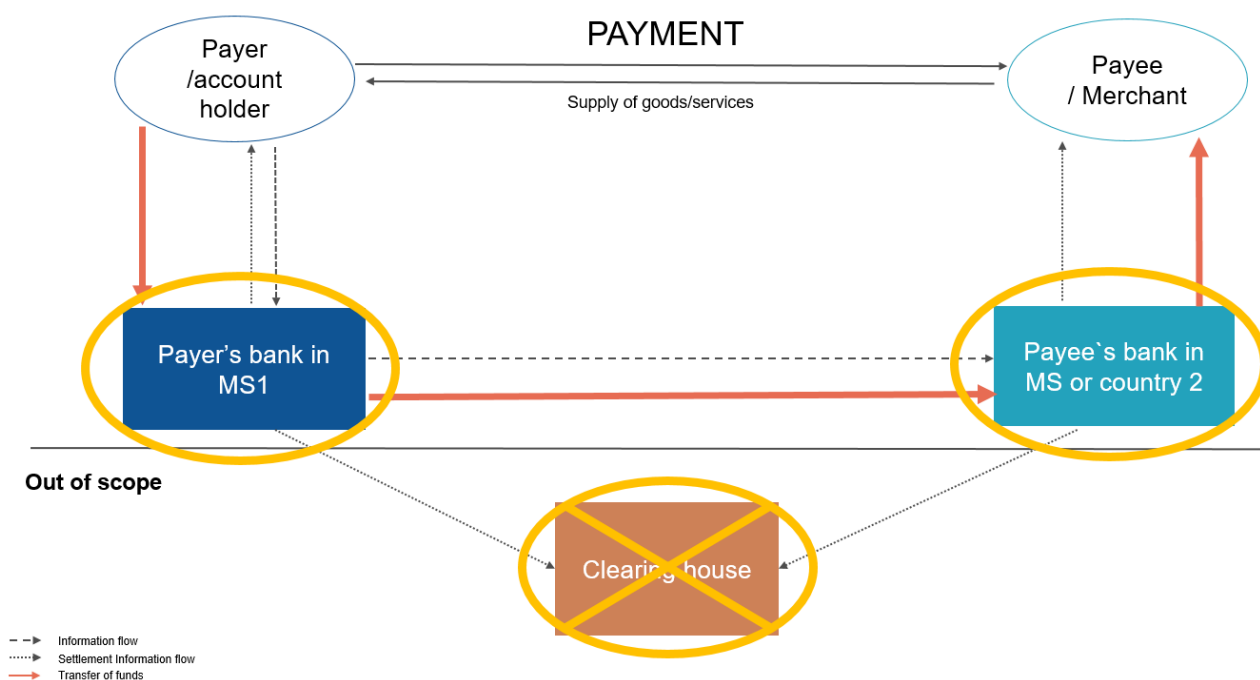 PAYMENT
Payer
/account
holder
Payee
/ Merchant
Supply of goods/services
Payer’s bank in
MS1
Payee`s bank in
MS or country 2
Out of scope
Clearing house
Information flow
Settlement Information flow
Transfer of funds